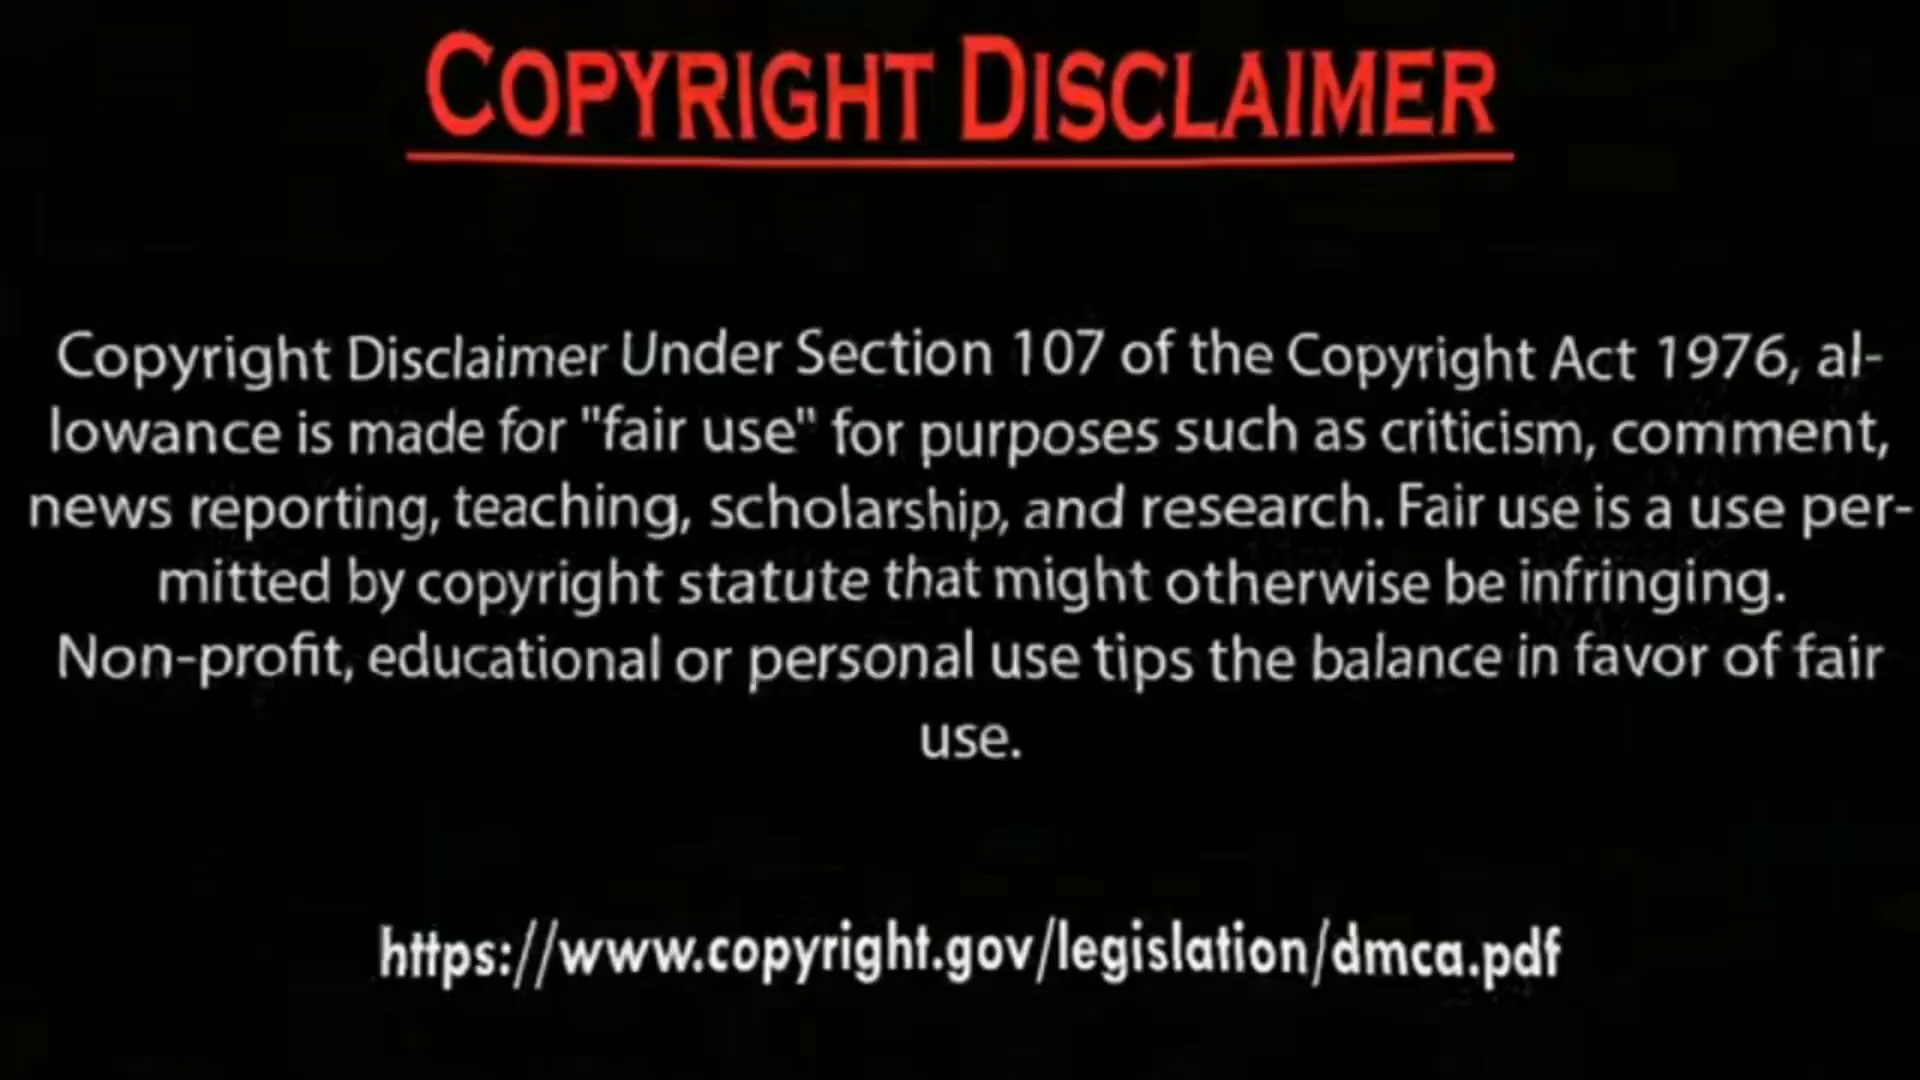 COPYRIGHT DISCLAIMER
Copyright Disclaimer Under Section 107 of the Copyright Act 1976, al-
lowance is made for "fair use" for purposes such as criticism, comment,
news reporting, teaching, scholarship, and research. Fair use is a use per-
mitted by copyright statute that might otherwise be infringing.
Non-profit, educational or personal use tips the balance in favor of fair
use.
https://www.copyright.gov/legislation/dmca.pdf